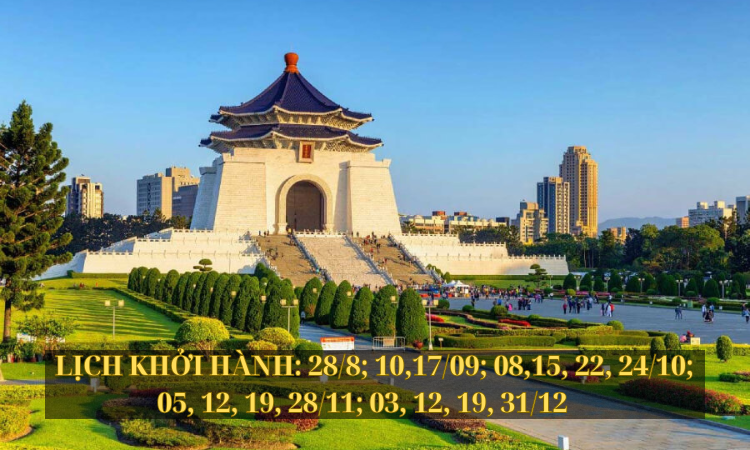 LỊCH KHỞI HÀNH: 28/8; 10,17/09; 08,15, 22, 24/10;
05, 12, 19, 28/11; 03, 12, 19, 31/12